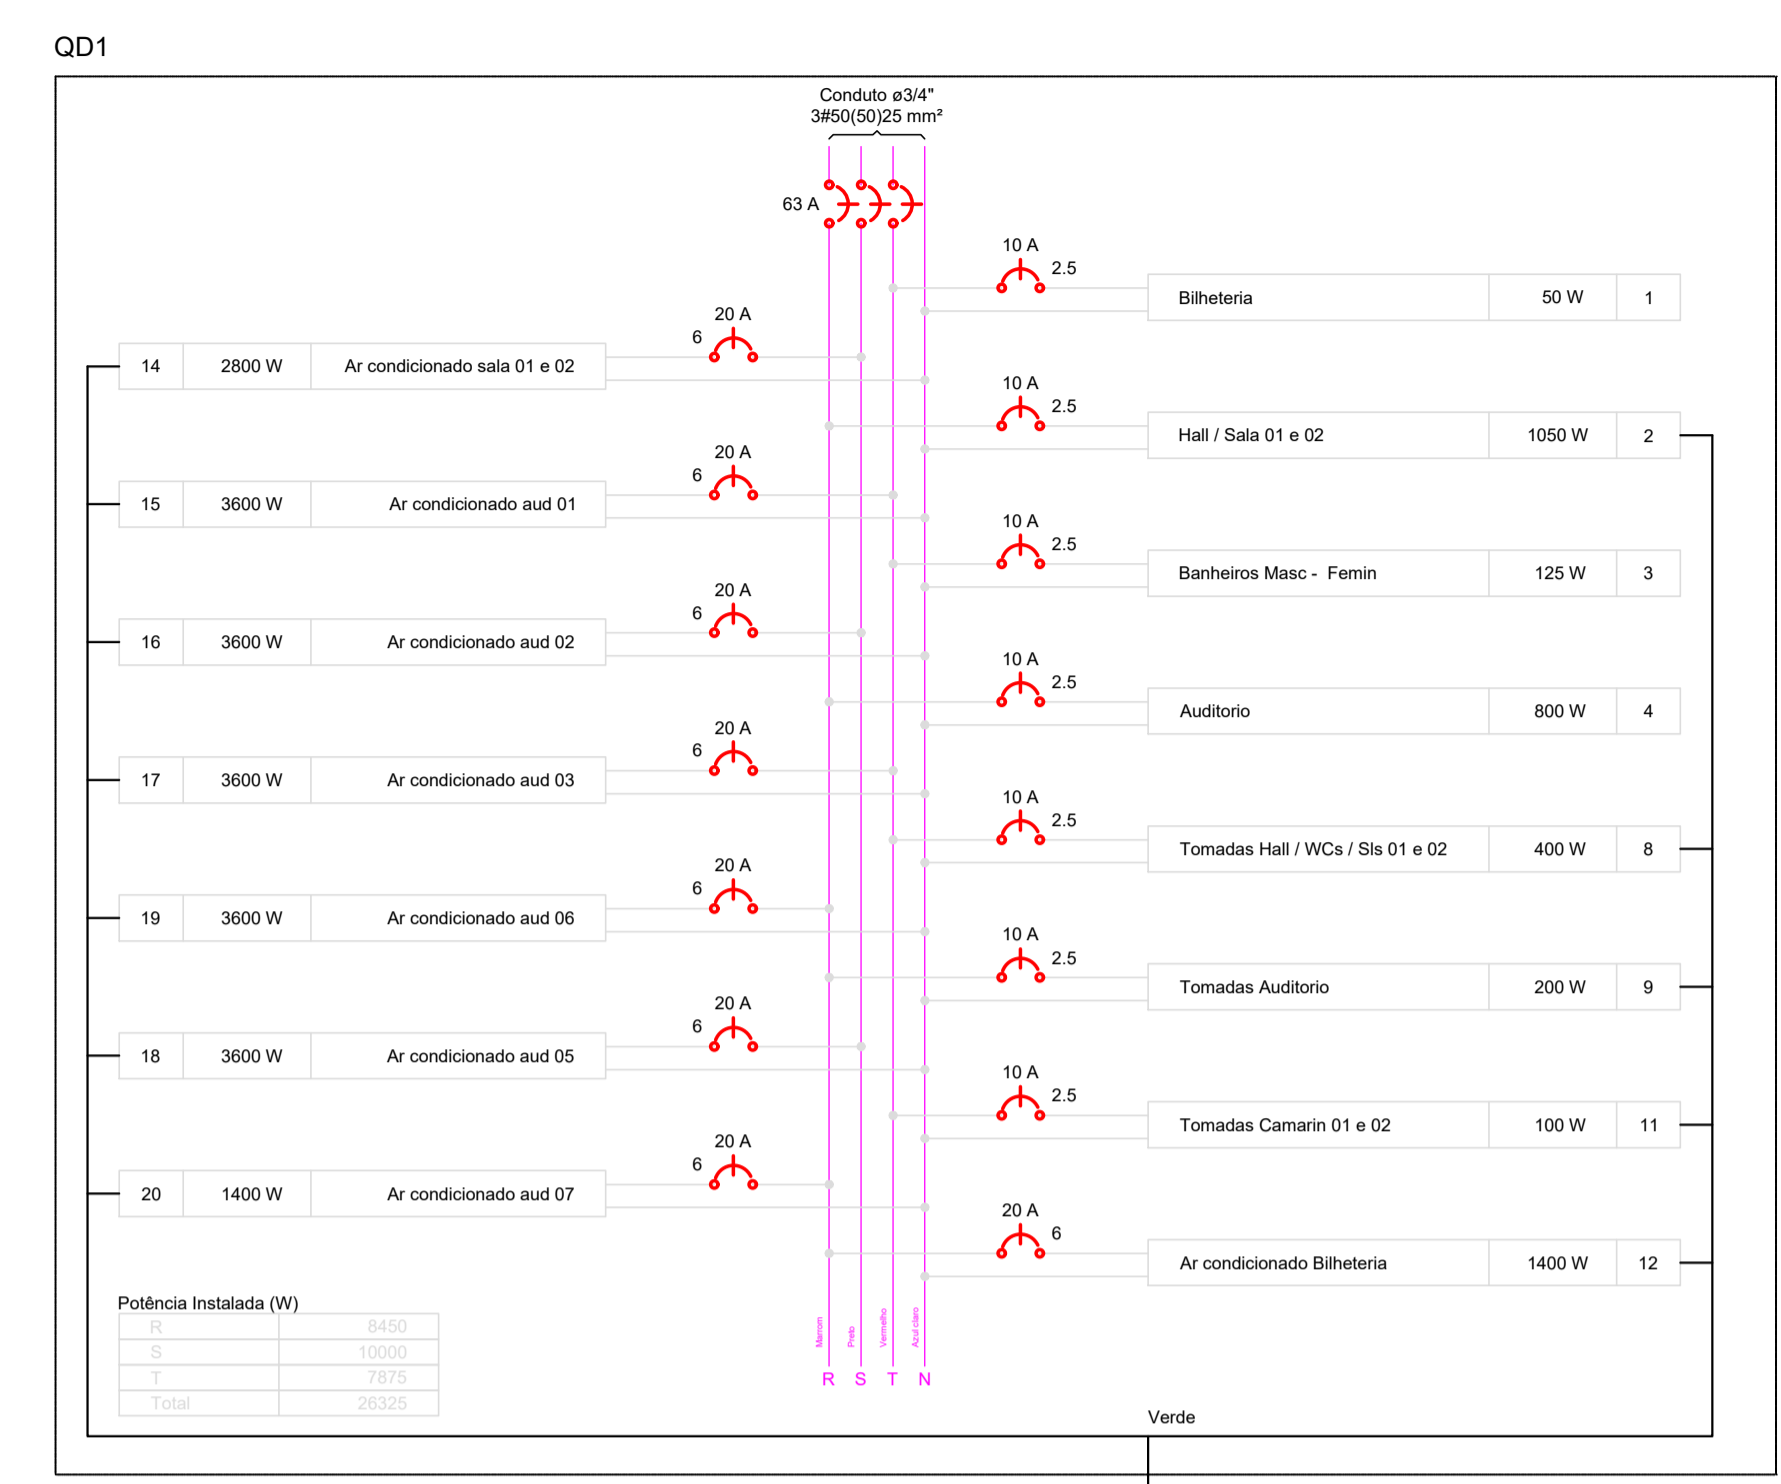 QD1
Conduto ø3/4"
3#50(50)25 mm²
63 A
10 A
2.5
Bilheteria 50 W 1
20 A
6
14 2800 W Ar condicionado sala 01 e 02
10 A
2.5
Hall / Sala 01 e 02 1050 W 2
20 A
6
15 3600 W Ar condicionado aud 01
10 A
2.5
Banheiros Masc - Femin 125 W 3
20 A
6
16 3600 W Ar condicionado aud 02
10 A
2.5
Auditorio 800 W 4
20 A
6
17 3600 W Ar condicionado aud 03
10 A
2.5
Tomadas Hall / WCs / Sls 01 e 02 400 W 8
20 A
6
19 3600 W Ar condicionado aud 06
10 A
2.5
Tomadas Auditorio 200 W 9
20 A
6
18 3600 W Ar condicionado aud 05
10 A
2.5
Tomadas Camarin 01 e 02 100 W 11
20 A
6
20 1400 W Ar condicionado aud 07
20 A
6
Ar condicionado Bilheteria 1400 W 12
Potência Instalada (W)
R 8450
S 10000
T 7875
Total 26325
Marrom
Preto
Vermelho
Azul claro
R S T N
Verde